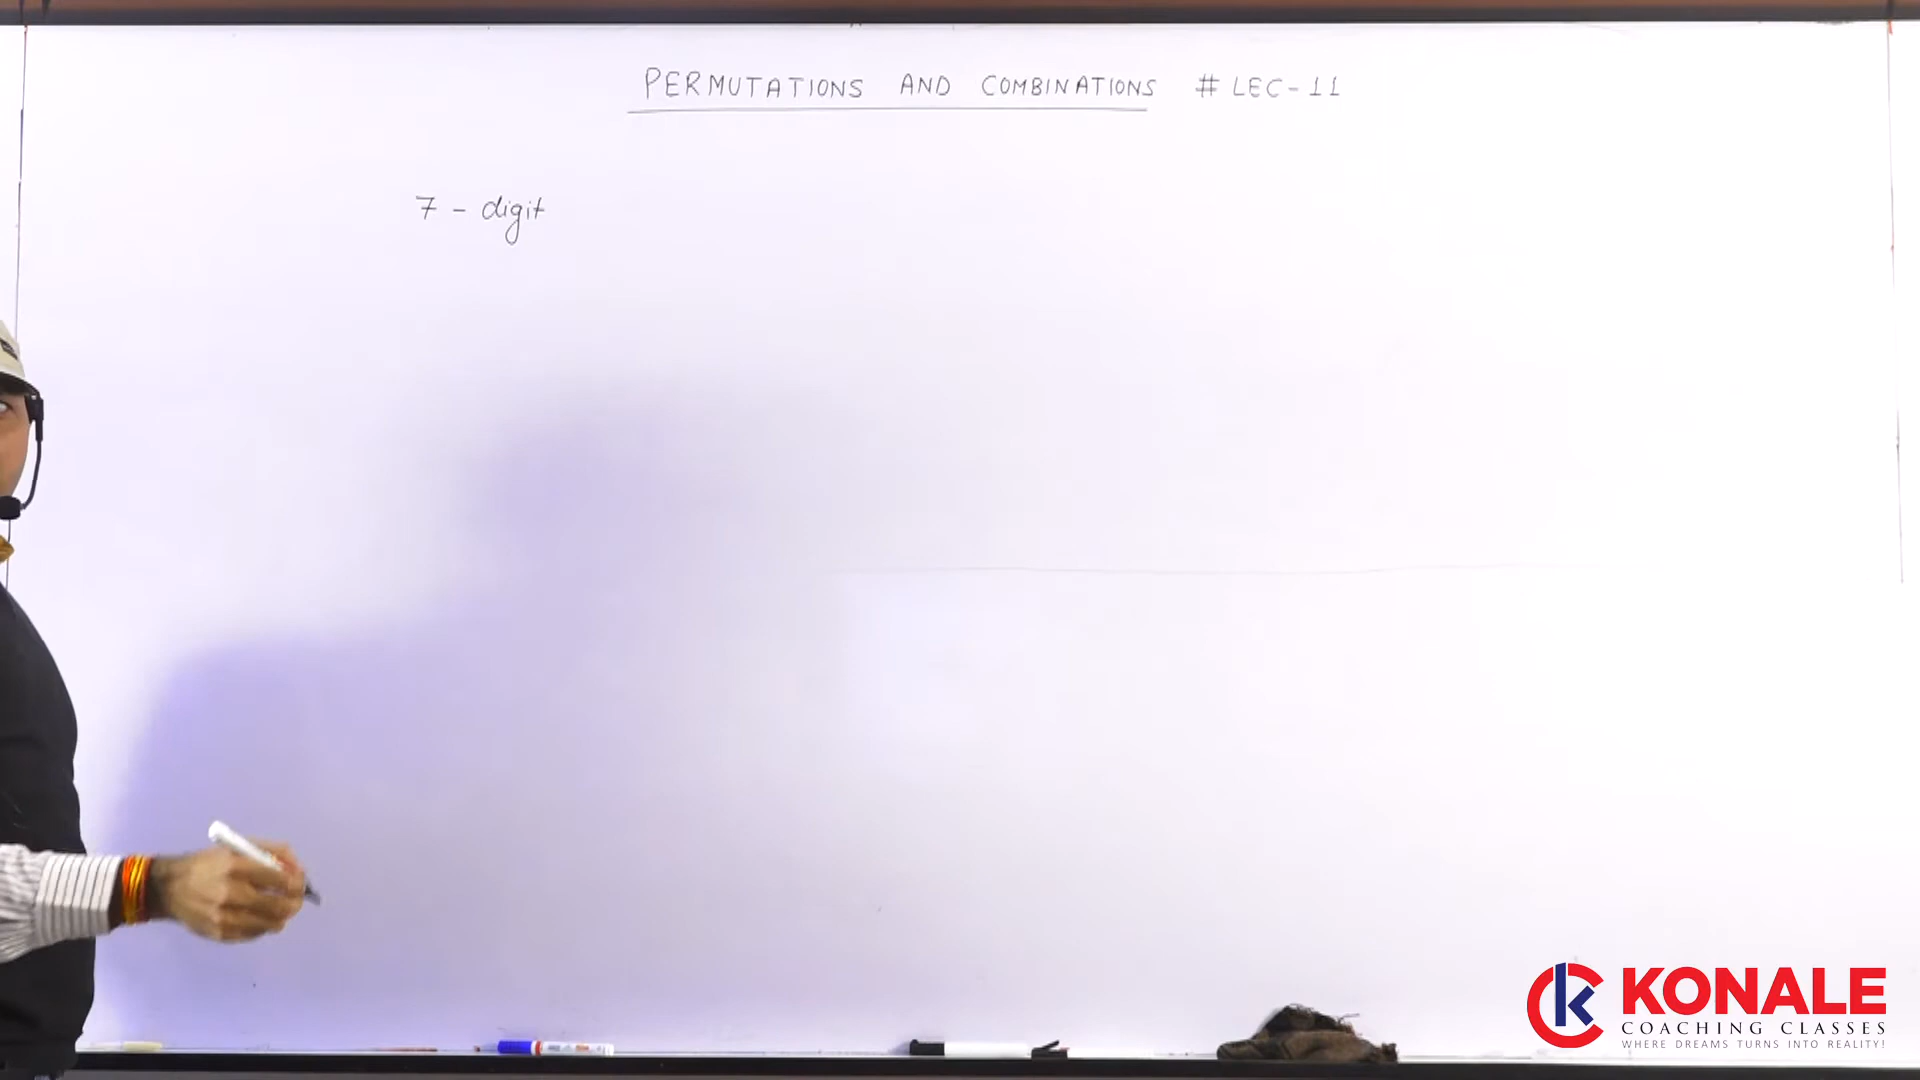 PERMUTATIONS AND COMBINATIONS # LEC-11
7 - digit
KONALE
COACHING CLASSES
WHERE DREAMS TURNS INTO REALITY!